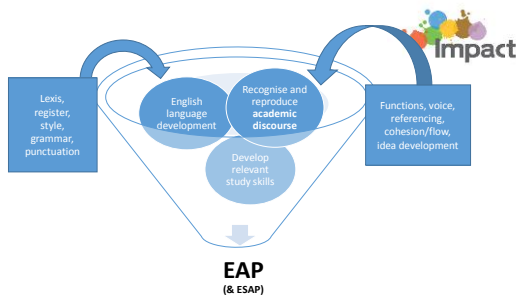 Impact
Lexis,
register,
style,
grammar,
punctuation
English
language
development
Recognise and
reproduce
academic
discourse
Functions, voice,
referencing,
cohesion/flow,
idea development
Develop
relevant
study skills
EAP
(& ESAP)